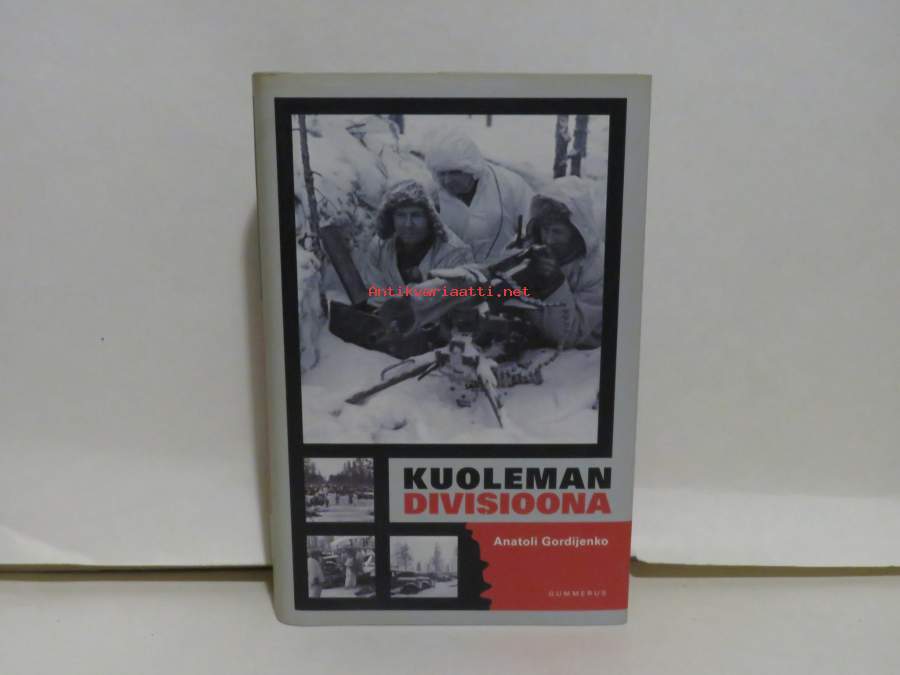 Antikvariaatti.net
KUOLEMAN
DIVISIOONA
Anatoli Gordijenko
GUMMERUS